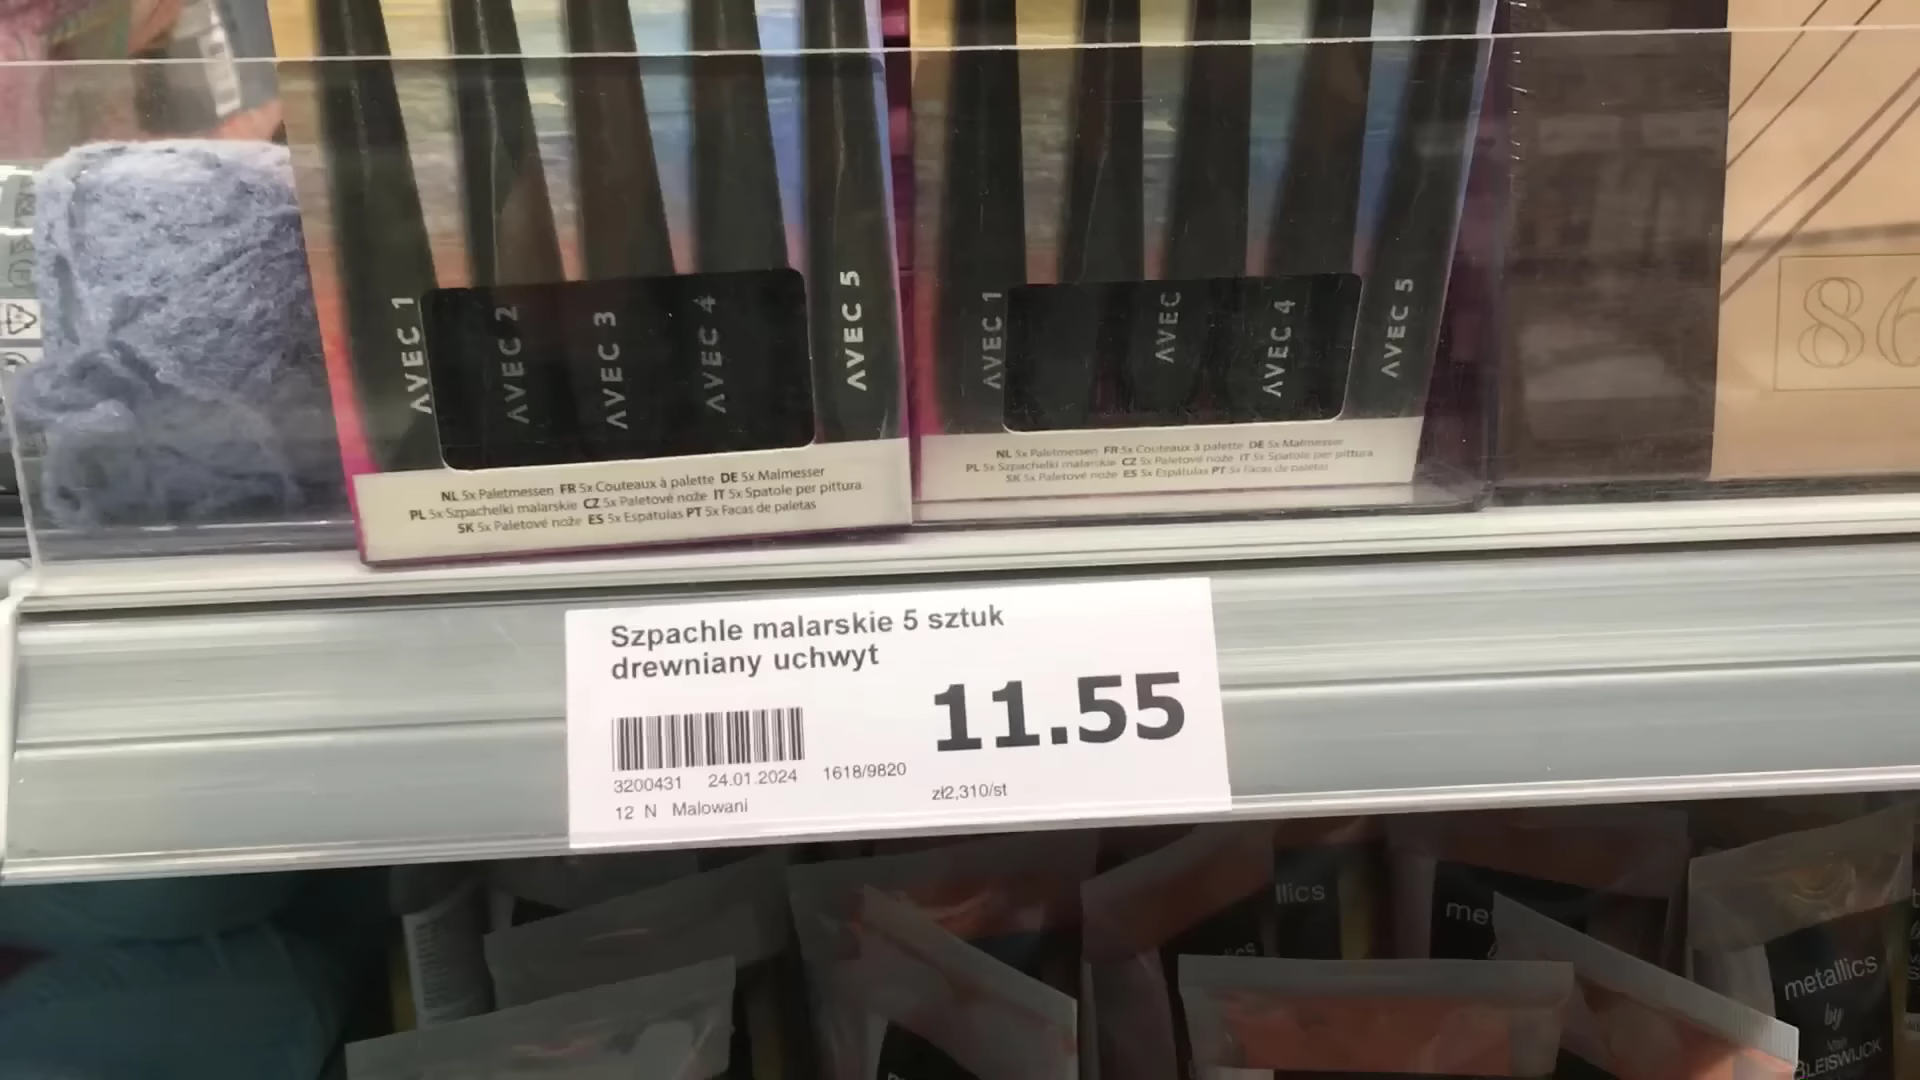 AVEC 1
AVEC 2
AVEC 3
AVEC 4
AVEC 5
NL 5x Paletmessen FR 5x Couteaux à palette DE 5x Malmesser
PL 5x Szpachelki malarskie CZ 5x Paletové nože IT 5x Spatole per pittura
SK 5x Paletové nože ES 5x Espátulas PT 5x Facas de paletas
AVEC 1
AVEC
AVEC 4
AVEC 5
NL 5x Paletmessen FR 5x Couteaux à palette DE 5x Malmesser
PL 5x Szpachelki malarskie CZ 5x Paletové nože IT 5x Spatole per pittura
SK 5x Paletové nože ES 5x Espátulas PT 5x Facas de paletas
86
Szpachle malarskie 5 sztuk
drewniany uchwyt
11.55
3200431 24.01.2024 1618/9820
12 N Malowani
zł2,310/st
llics
me
metallics
by
BLEISWIJCK